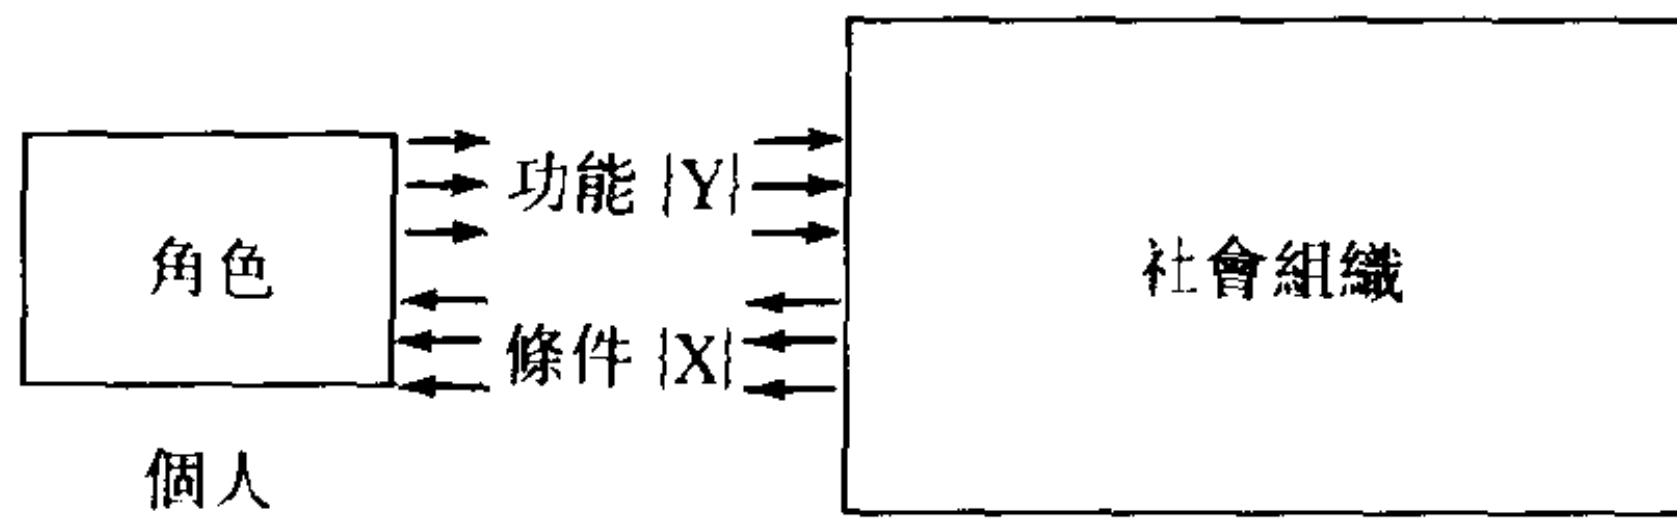 角色
個人
功能 {Y}
條件 {X}
社會組織